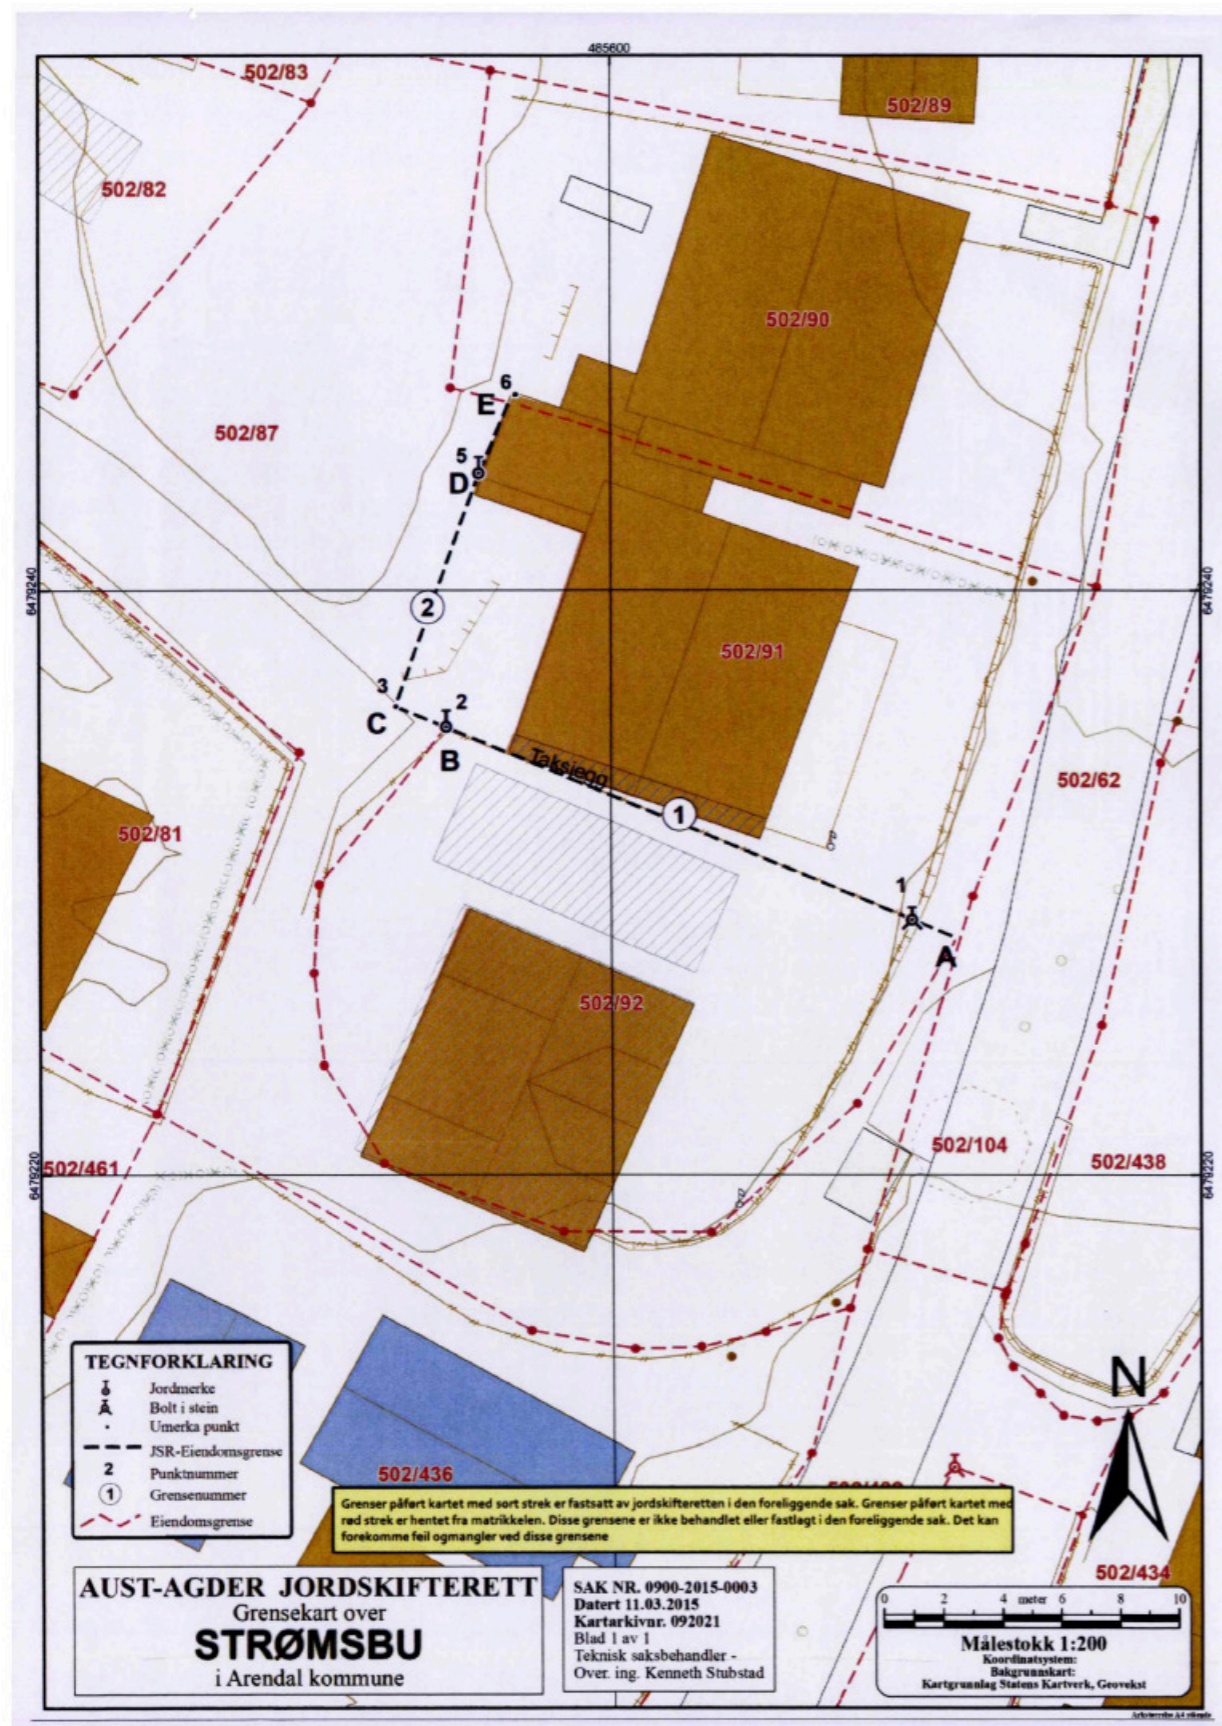 485600
502/83
502/89
502/82
502/90
6
E
502/87
5
D
6479240
6479240
2
502/91
3
2
C
B
Taksjegg
502/62
1
502/81
1
A
502/92
502/104
502/461
502/438
6479220
6479220
TEGNFORKLARING
Jordmerke
Bolt i stein
Umerka punkt
JSR-Eiendomsgrense
2 Punktnummer
1 Grensenummer
Eiendomsgrense
N
502/436
Grenser påført kartet med sort strek er fastsatt av jordskifteretten i den foreliggende sak. Grenser påført kartet med
rød strek er hentet fra matrikkelen. Disse grensene er ikke behandlet eller fastlagt i den foreliggende sak. Det kan
forekomme feil ogmangler ved disse grensene
502/434
AUST-AGDER JORDSKIFTERETT
Grensekart over
STRØMSBU
i Arendal kommune
SAK NR. 0900-2015-0003
Datert 11.03.2015
Kartarkivnr. 092021
Blad 1 av 1
Teknisk saksbehandler -
Over. ing. Kenneth Stubstad
0 2 4 meter 6 8 10
Målestokk 1:200
Koordinatsystem:
Bakgrunnskart:
Kartgrunnlag Statens Kartverk, Geovekst